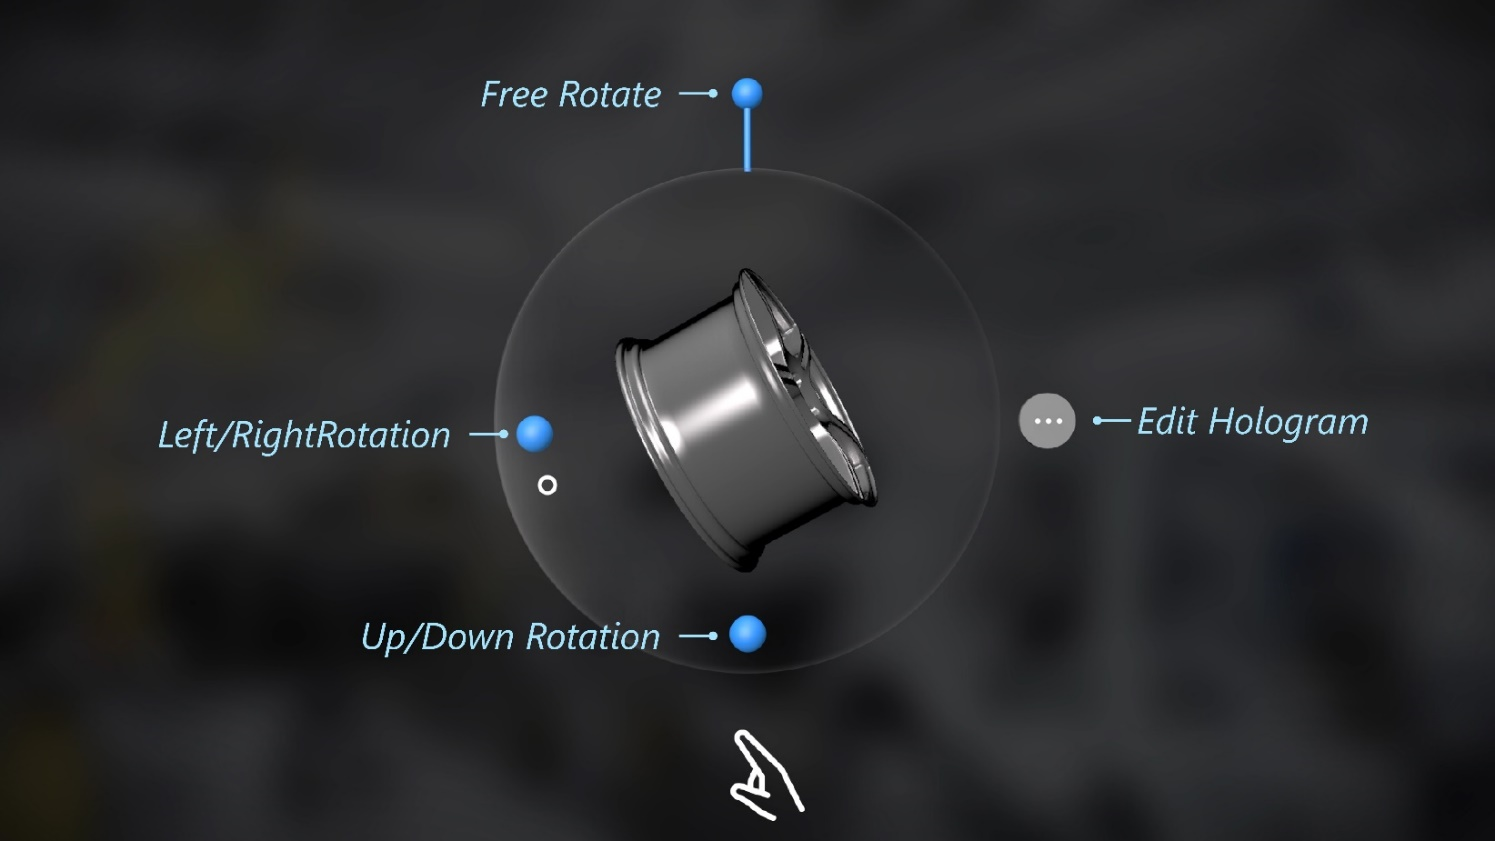 Free Rotate
Left/RightRotation
Edit Hologram
Up/Down Rotation